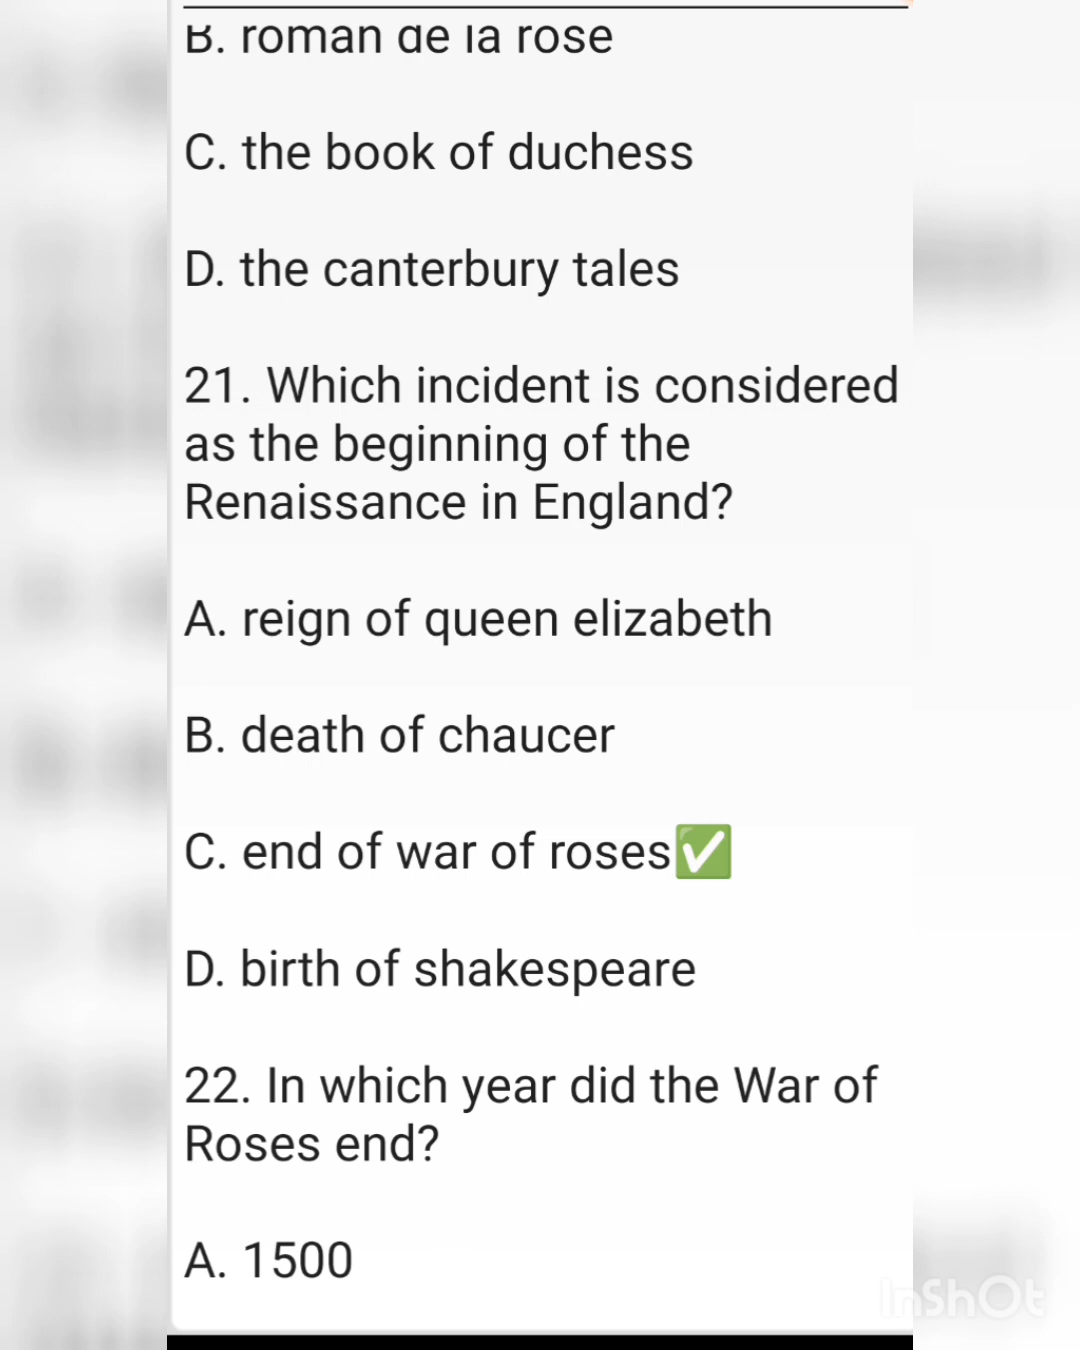 B. roman de la rose
C. the book of duchess
D. the canterbury tales
21. Which incident is considered
as the beginning of the
Renaissance in England?
A. reign of queen elizabeth
B. death of chaucer
C. end of war of roses✅
D. birth of shakespeare
22. In which year did the War of
Roses end?
A. 1500
InShOt